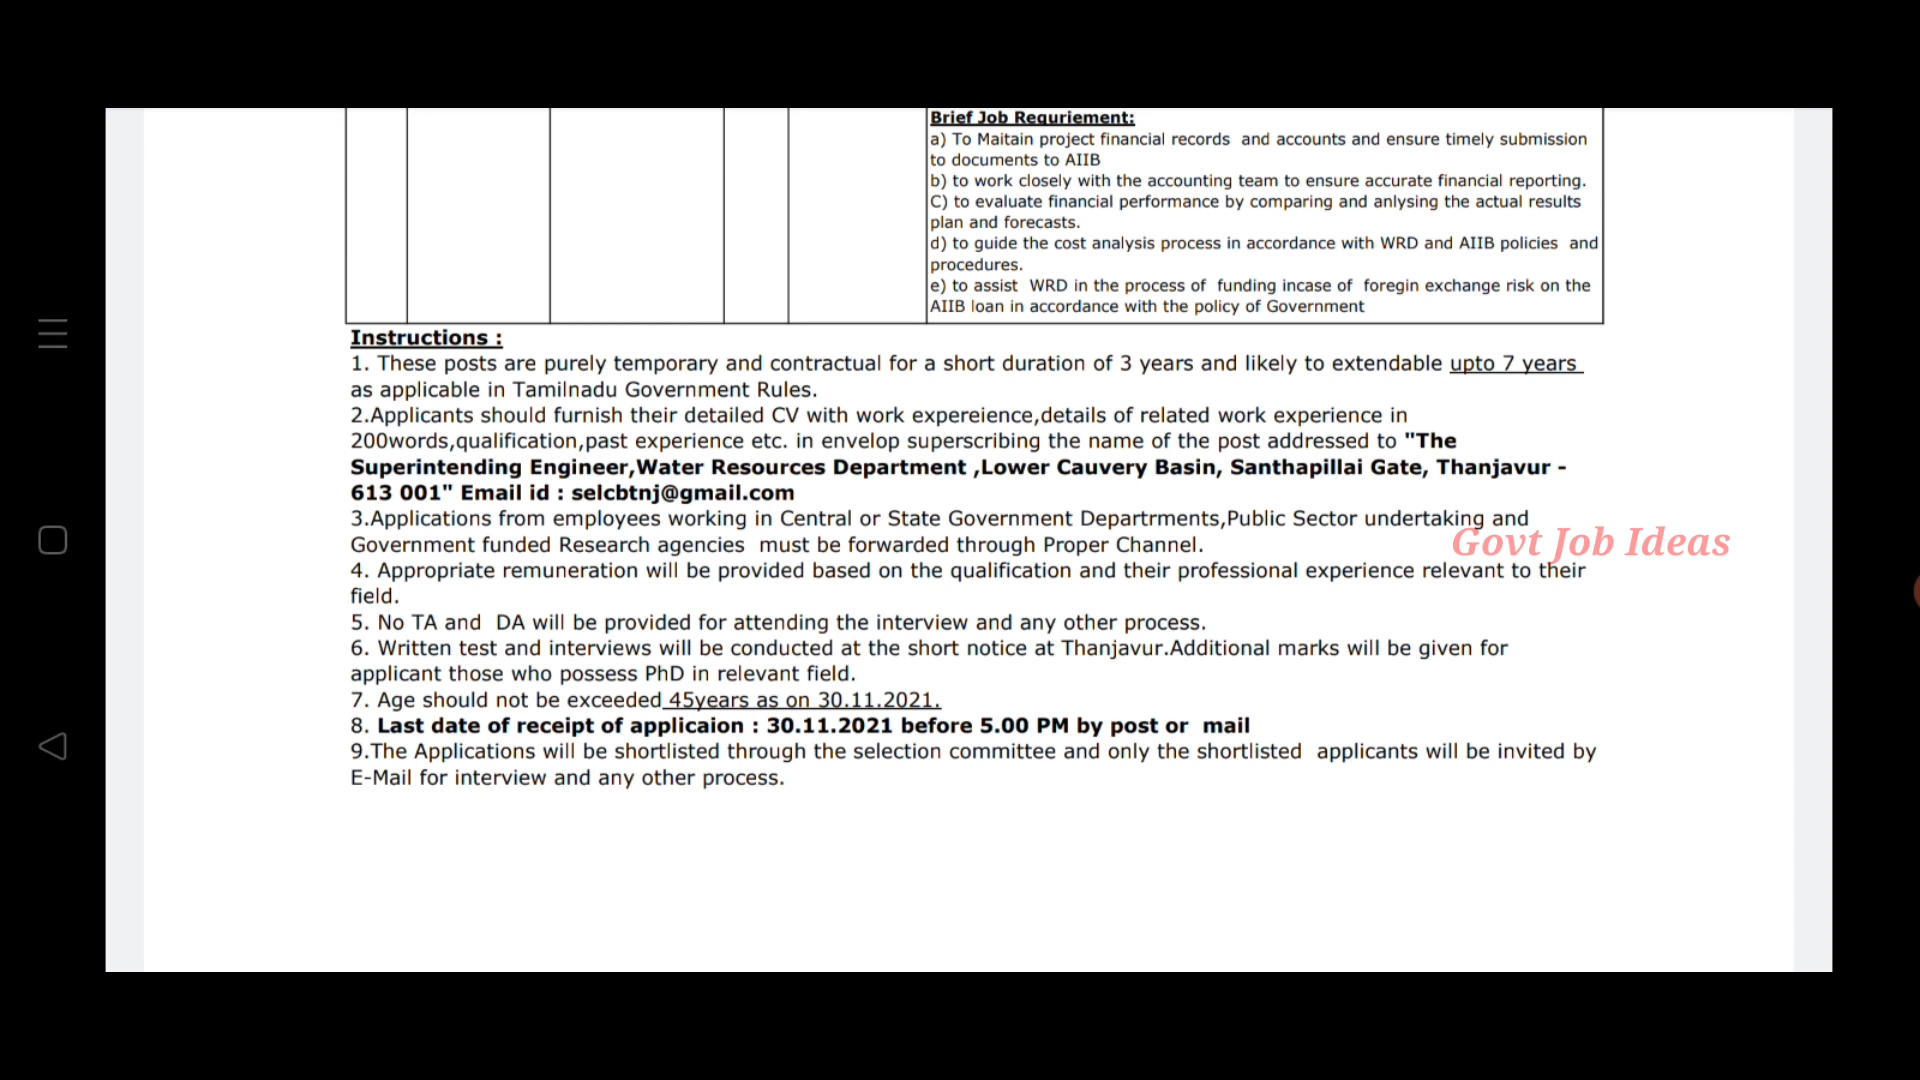 Brief Job Requriement:
a) To Maitain project financial records and accounts and ensure timely submission
to documents to AIIB
b) to work closely with the accounting team to ensure accurate financial reporting.
C) to evaluate financial performance by comparing and anlysing the actual results
plan and forecasts.
d) to guide the cost analysis process in accordance with WRD and AIIB policies and
procedures.
e) to assist WRD in the process of funding incase of foregin exchange risk on the
AIIB loan in accordance with the policy of Government
Instructions :
1. These posts are purely temporary and contractual for a short duration of 3 years and likely to extendable upto 7 years
as applicable in Tamilnadu Government Rules.
2.Applicants should furnish their detailed CV with work expereience,details of related work experience in
200words,qualification,past experience etc. in envelop superscribing the name of the post addressed to "The
Superintending Engineer,Water Resources Department ,Lower Cauvery Basin, Santhapillai Gate, Thanjavur -
613 001" Email id : selcbtnj@gmail.com
3.Applications from employees working in Central or State Government Departrments,Public Sector undertaking and
Government funded Research agencies must be forwarded through Proper Channel.
Govt Job Ideas
4. Appropriate remuneration will be provided based on the qualification and their professional experience relevant to their
field.
5. No TA and DA will be provided for attending the interview and any other process.
6. Written test and interviews will be conducted at the short notice at Thanjavur.Additional marks will be given for
applicant those who possess PhD in relevant field.
7. Age should not be exceeded 45years as on 30.11.2021.
8. Last date of receipt of applicaion : 30.11.2021 before 5.00 PM by post or mail
9.The Applications will be shortlisted through the selection committee and only the shortlisted applicants will be invited by
E-Mail for interview and any other process.